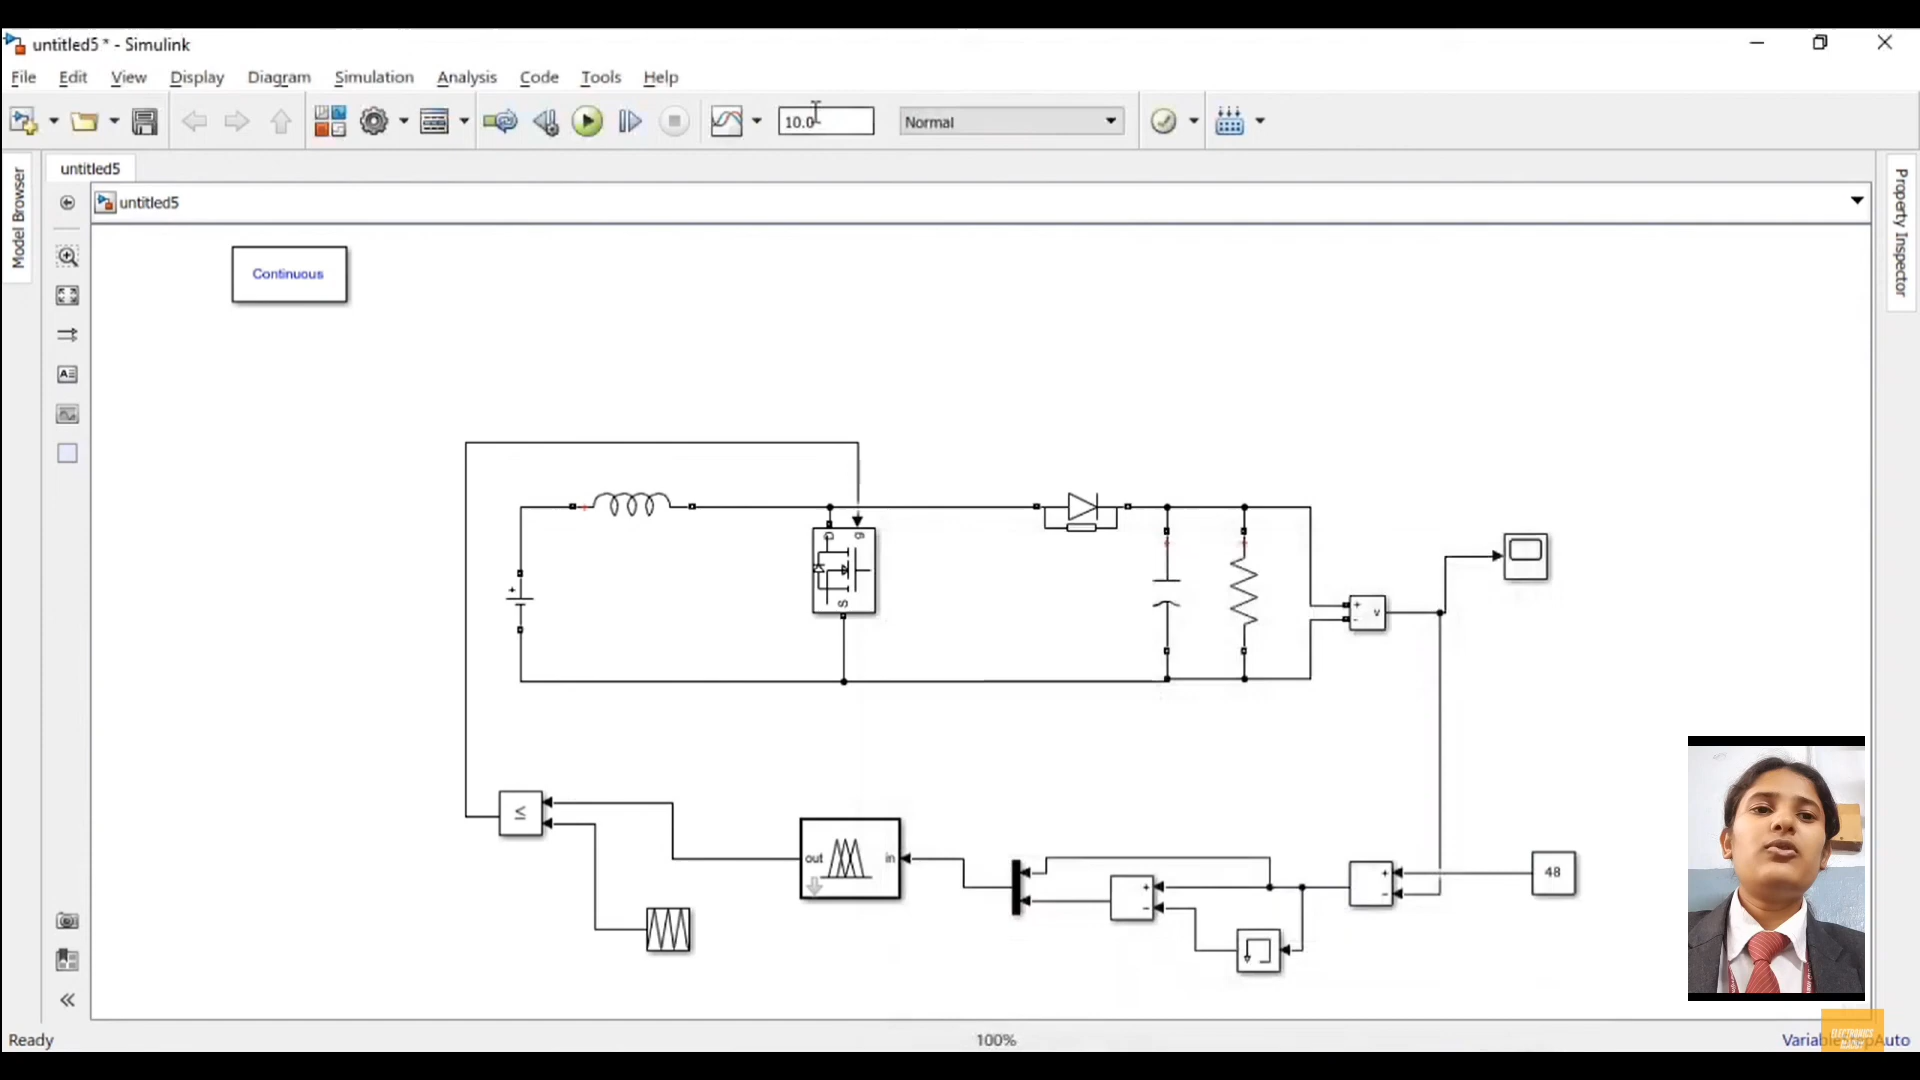 untitled5 * - Simulink
File Edit View Display Diagram Simulation Analysis Code Tools Help
10.0 Normal
Model Browser
untitled5
untitled5
Property Inspector
Continuous
D g
S
+
+ v
-
≤
out in
+
-
+
-
48
Ready 100%
ELECTRONICS